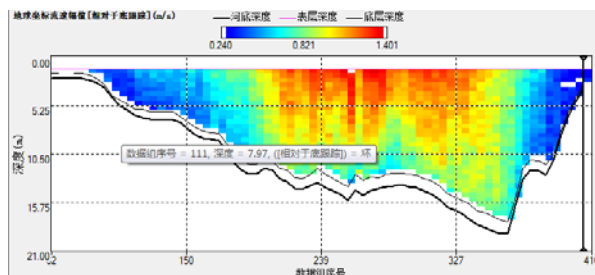 地球坐标流速幅值[相对于底跟踪](m/s)
河底深度 表层深度 底层深度
0.240 0.821 1.401
0.00
5.25
10.50
15.75
21.00
深度(m)
数据组序号 = 111, 深度 = 7.97, ([相对于底跟踪]) = 坏
150 239 327
数据组序号